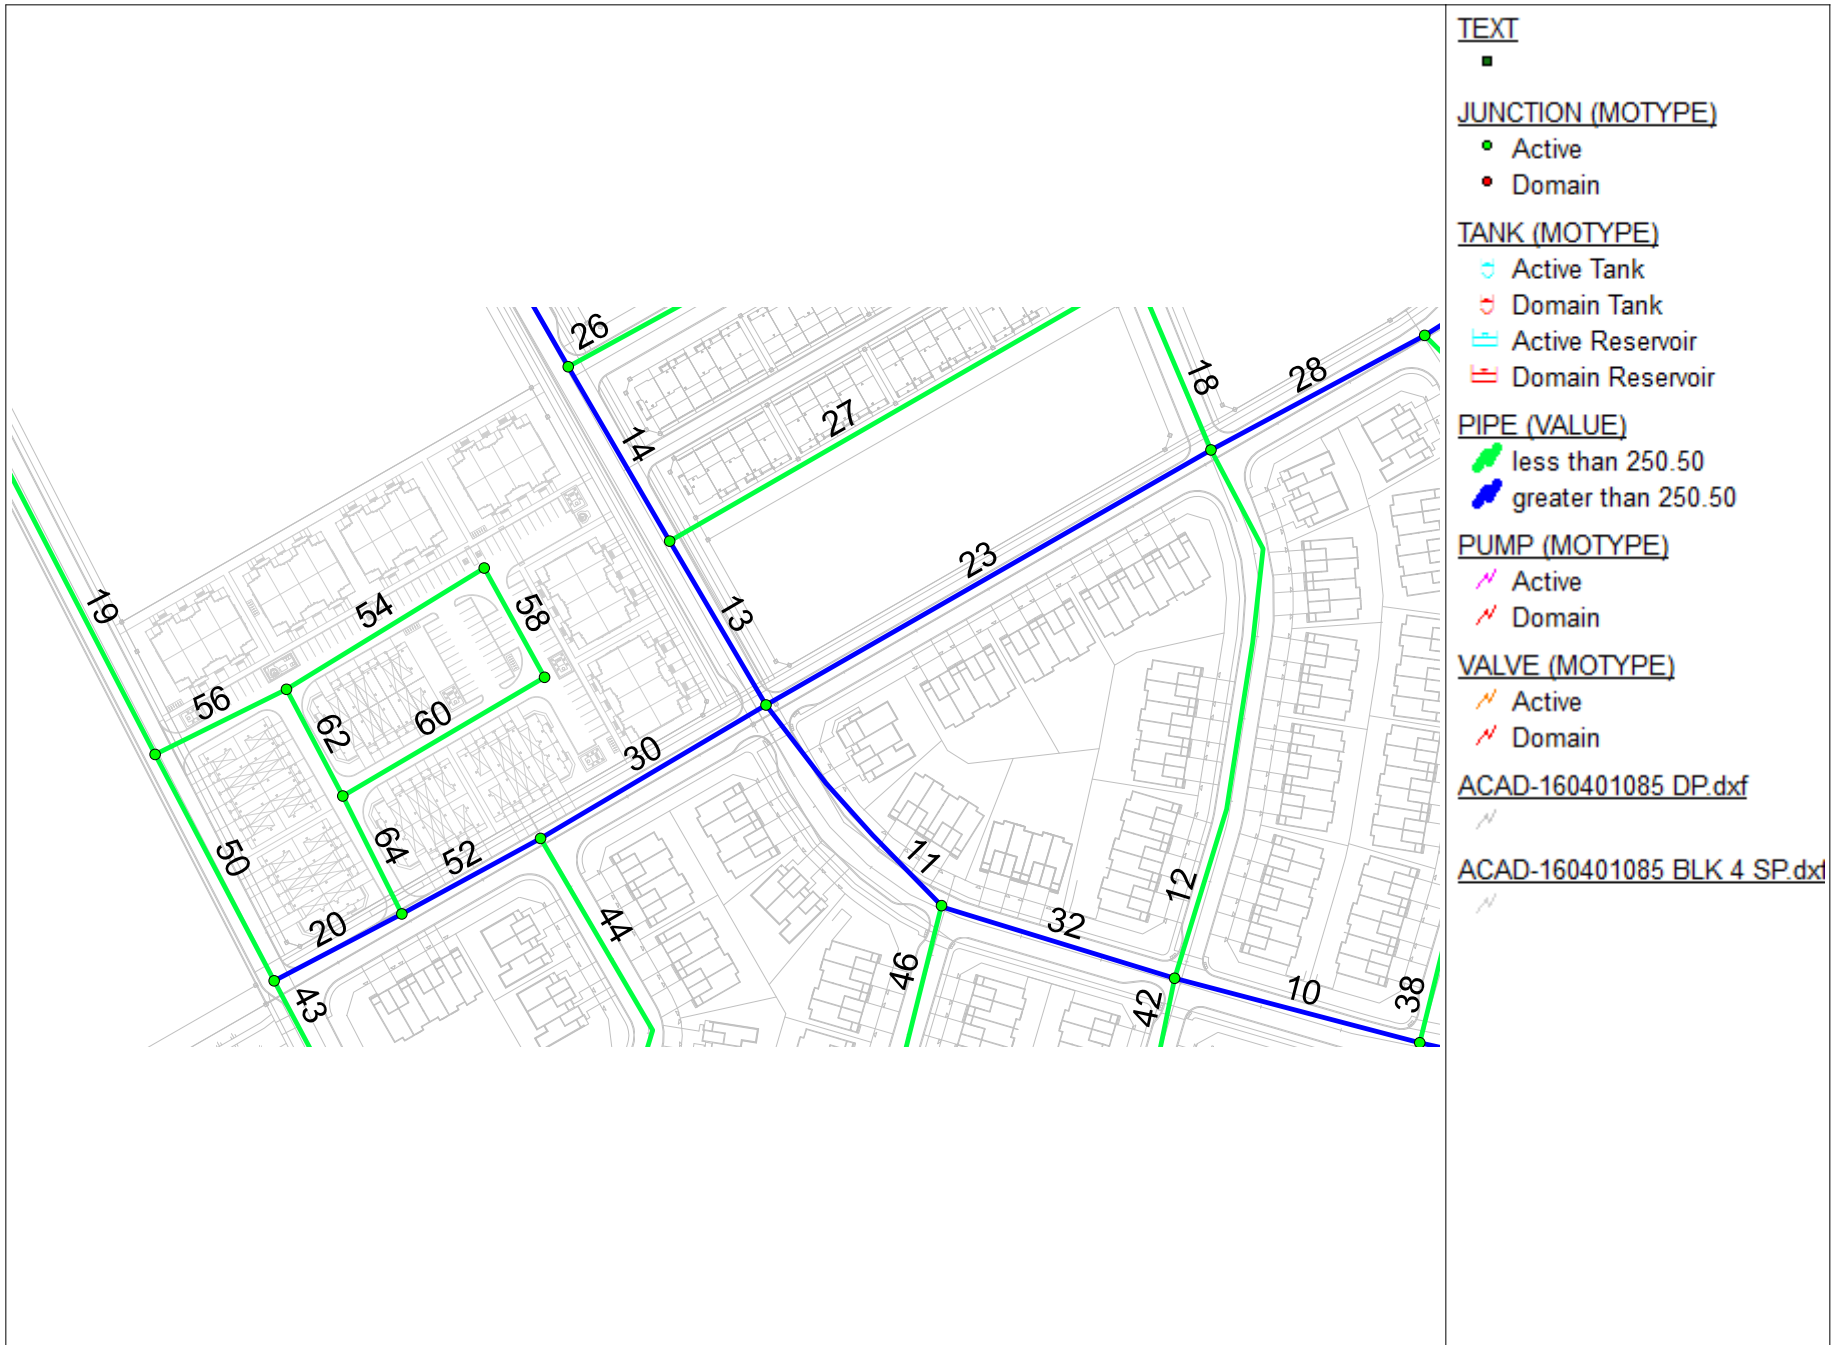 TEXT
JUNCTION (MOTYPE)
Active
Domain
TANK (MOTYPE)
Active Tank
Domain Tank
Active Reservoir
Domain Reservoir
PIPE (VALUE)
less than 250.50
greater than 250.50
PUMP (MOTYPE)
Active
Domain
VALVE (MOTYPE)
Active
Domain
ACAD-160401085 DP.dxf
ACAD-160401085 BLK 4 SP.dxf
26
14
27
18
28
19
54
58
13
23
56
62
60
30
50
64
52
11
12
20
44
32
43
46
42
10
38